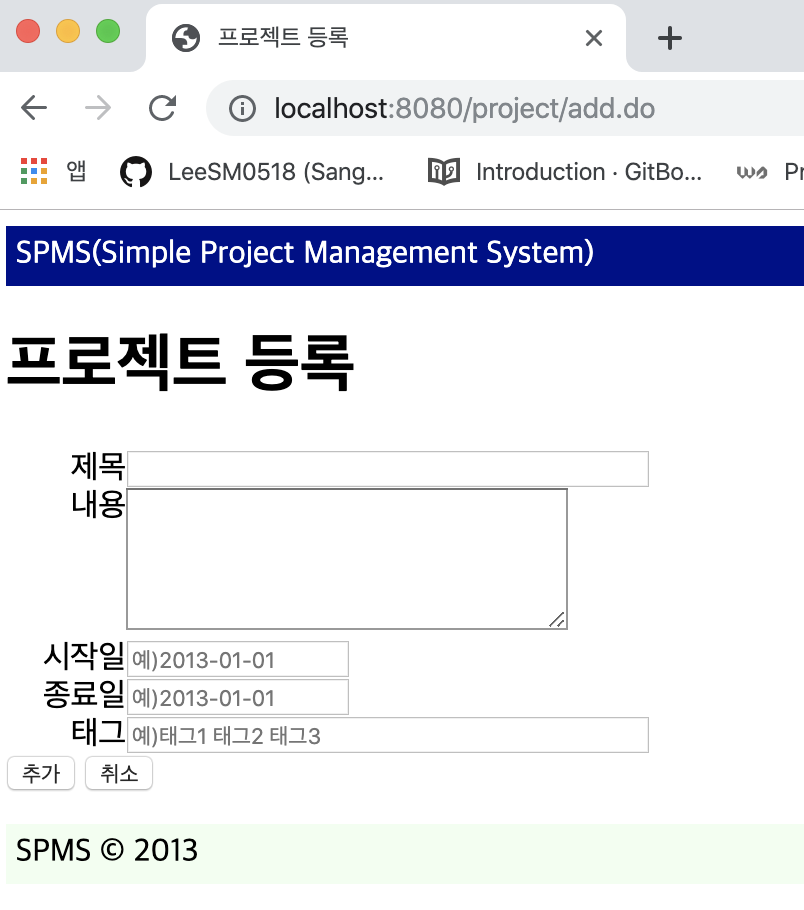 프로젝트 등록
localhost:8080/project/add.do
앱 LeeSM0518 (Sang... Introduction · GitBo... Pr
SPMS(Simple Project Management System)
프로젝트 등록
제목
내용
시작일 예)2013-01-01
종료일 예)2013-01-01
태그 예)태그1 태그2 태그3
추가 취소
SPMS © 2013